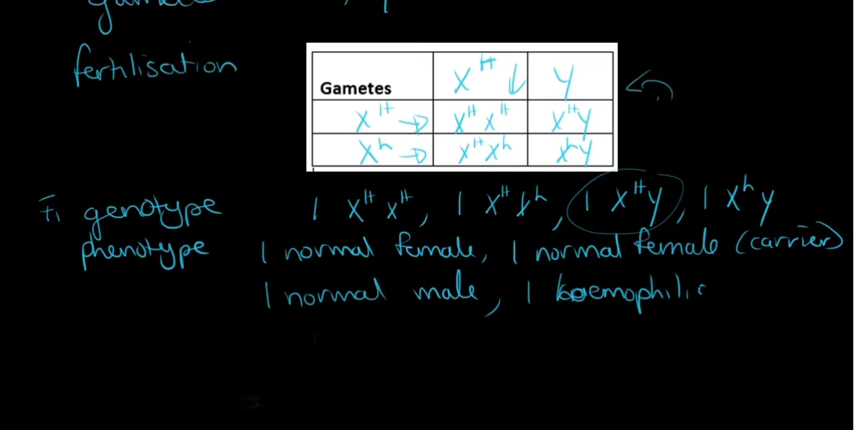 fertilisation
Gametes X^H ↓ Y
X^H → X^H X^H X^H Y
X^h → X^H X^h X^h Y
F1 genotype 1 X^H X^H, 1 X^H X^h, 1 X^H Y, 1 X^h Y
phenotype 1 normal female, 1 normal female (carrier)
1 normal male, 1 haemophilic